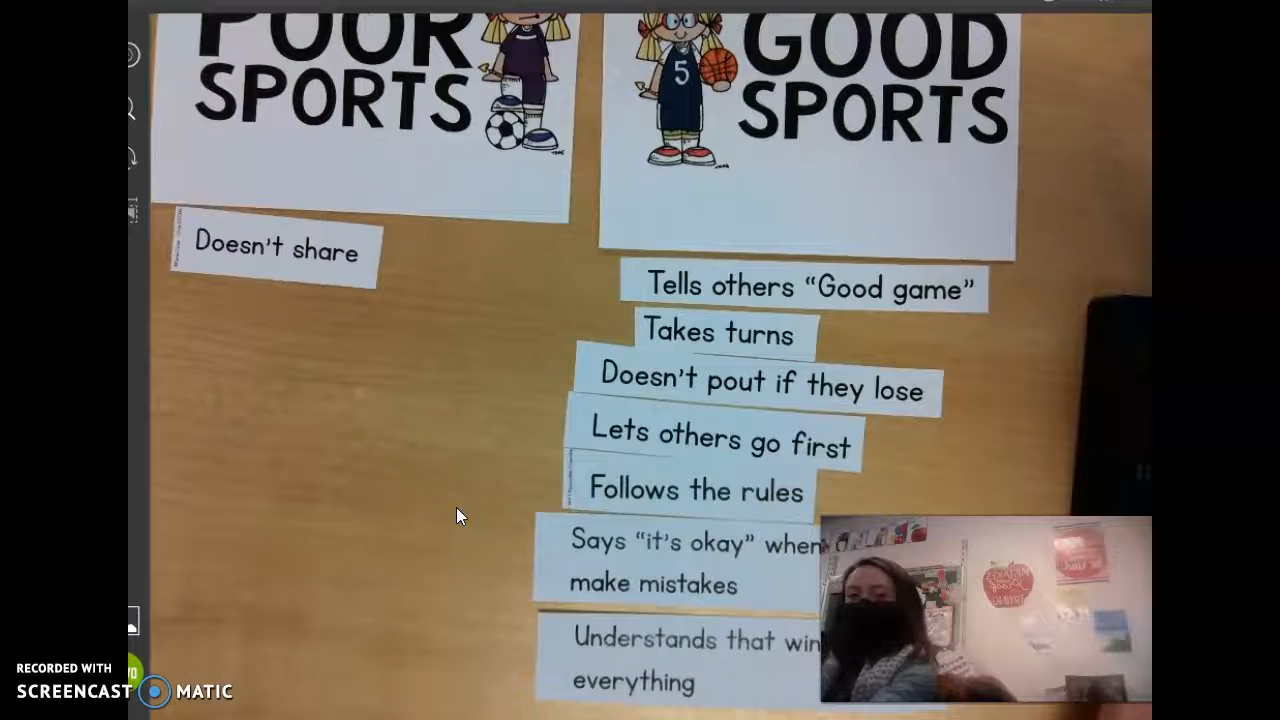 POOR
SPORTS
5
GOOD
SPORTS
Doesn't share
Tells others "Good game"
Takes turns
Doesn't pout if they lose
Lets others go first
Follows the rules
Says "it's okay" when
make mistakes
Understands that win
everything
RECORDED WITH
SCREENCAST MATIC